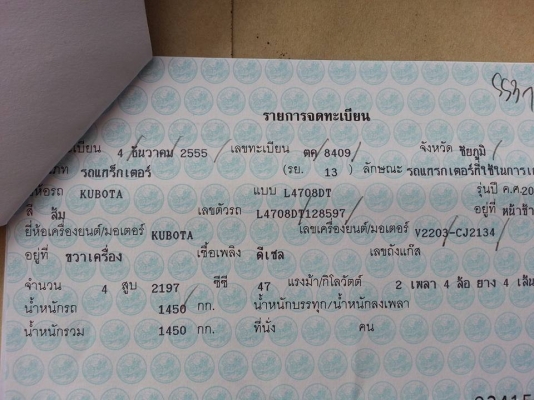 รายการจดทะเบียน
4 ธันวาคม 2555 เลขทะเบียน ตค 8409 จังหวัด ชัยภูมิ
รถแทร็กเตอร์ (รย. 13 ) ลักษณะ รถแทรกเตอร์ที่ใช้ในการเ
ห้อรถ KUBOTA แบบ L4708DT รุ่นปี ค.ศ.20
สี ส้ม เลขตัวรถ L4708DT128597 อยู่ที่ หน้าข้า
ห้อเครื่องยนต์/มอเตอร์ KUBOTA เลขเครื่องยนต์/มอเตอร์ V2203-CJ2134
อยู่ที่ ขวาเครื่อง เชื้อเพลิง ดีเซล เลขถังแก๊ส
จำนวน 4 สูบ 2197 ซีซี 47 แรงม้า/กิโลวัตต์ 2 เพลา 4 ล้อ ยาง 4 เส้น
น้ำหนักรถ 1450 กก. น้ำหนักบรรทุก/น้ำหนักลงเพลา
น้ำหนักรวม 1450 กก. ที่นั่ง คน